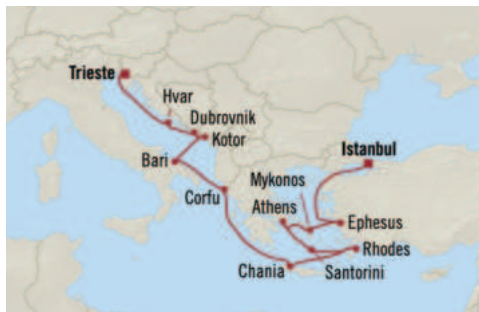 Trieste
Hvar
Dubrovnik
Kotor
Istanbul
Bari
Mykonos
Corfu
Athens
Ephesus
Rhodes
Chania
Santorini